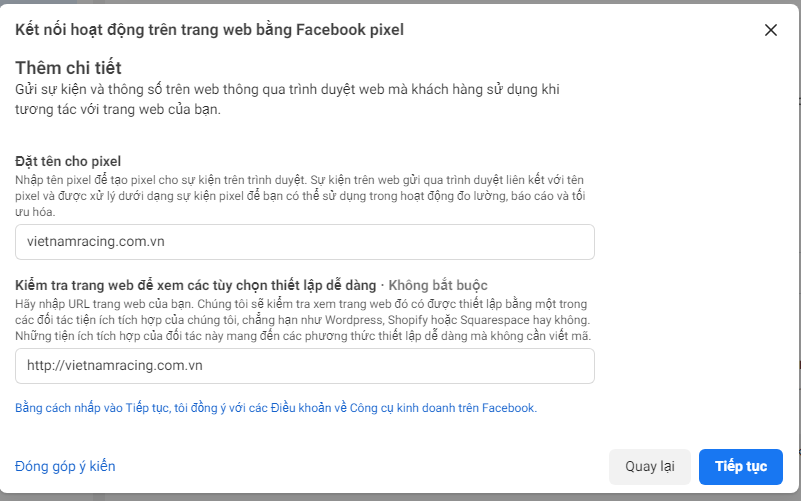 Kết nối hoạt động trên trang web bằng Facebook pixel
Thêm chi tiết
Gửi sự kiện và thông số trên web thông qua trình duyệt web mà khách hàng sử dụng khi
tương tác với trang web của bạn.
Đặt tên cho pixel
Nhập tên pixel để tạo pixel cho sự kiện trên trình duyệt. Sự kiện trên web gửi qua trình duyệt liên kết với tên
pixel và được xử lý dưới dạng sự kiện pixel để bạn có thể sử dụng trong hoạt động đo lường, báo cáo và tối
ưu hóa.
vietnamracing.com.vn
Kiểm tra trang web để xem các tùy chọn thiết lập dễ dàng · Không bắt buộc
Hãy nhập URL trang web của bạn. Chúng tôi sẽ kiểm tra xem trang web đó có được thiết lập bằng một trong
các đối tác tiện ích tích hợp của chúng tôi, chẳng hạn như Wordpress, Shopify hoặc Squarespace hay không.
Những tiện ích tích hợp của đối tác này mang đến các phương thức thiết lập dễ dàng mà không cần viết mã.
http://vietnamracing.com.vn
Bằng cách nhấp vào Tiếp tục, tôi đồng ý với các Điều khoản về Công cụ kinh doanh trên Facebook.
Đóng góp ý kiến
Quay lại
Tiếp tục